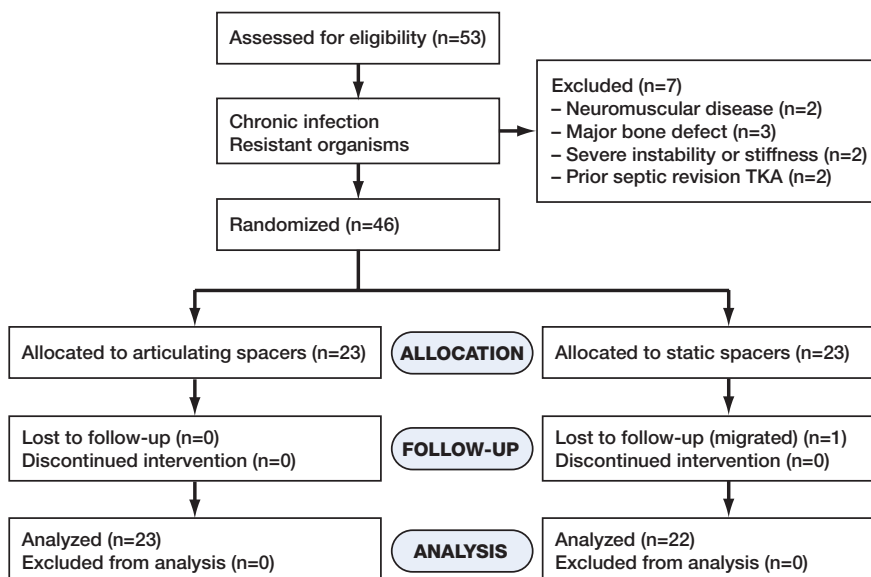 Assessed for eligibility (n=53)
Excluded (n=7)
– Neuromuscular disease (n=2)
– Major bone defect (n=3)
– Severe instability or stiffness (n=2)
– Prior septic revision TKA (n=2)
Chronic infection
Resistant organisms
Randomized (n=46)
Allocated to articulating spacers (n=23)
ALLOCATION
Allocated to static spacers (n=23)
Lost to follow-up (n=0)
Discontinued intervention (n=0)
FOLLOW-UP
Lost to follow-up (migrated) (n=1)
Discontinued intervention (n=0)
Analyzed (n=23)
Excluded from analysis (n=0)
ANALYSIS
Analyzed (n=22)
Excluded from analysis (n=0)